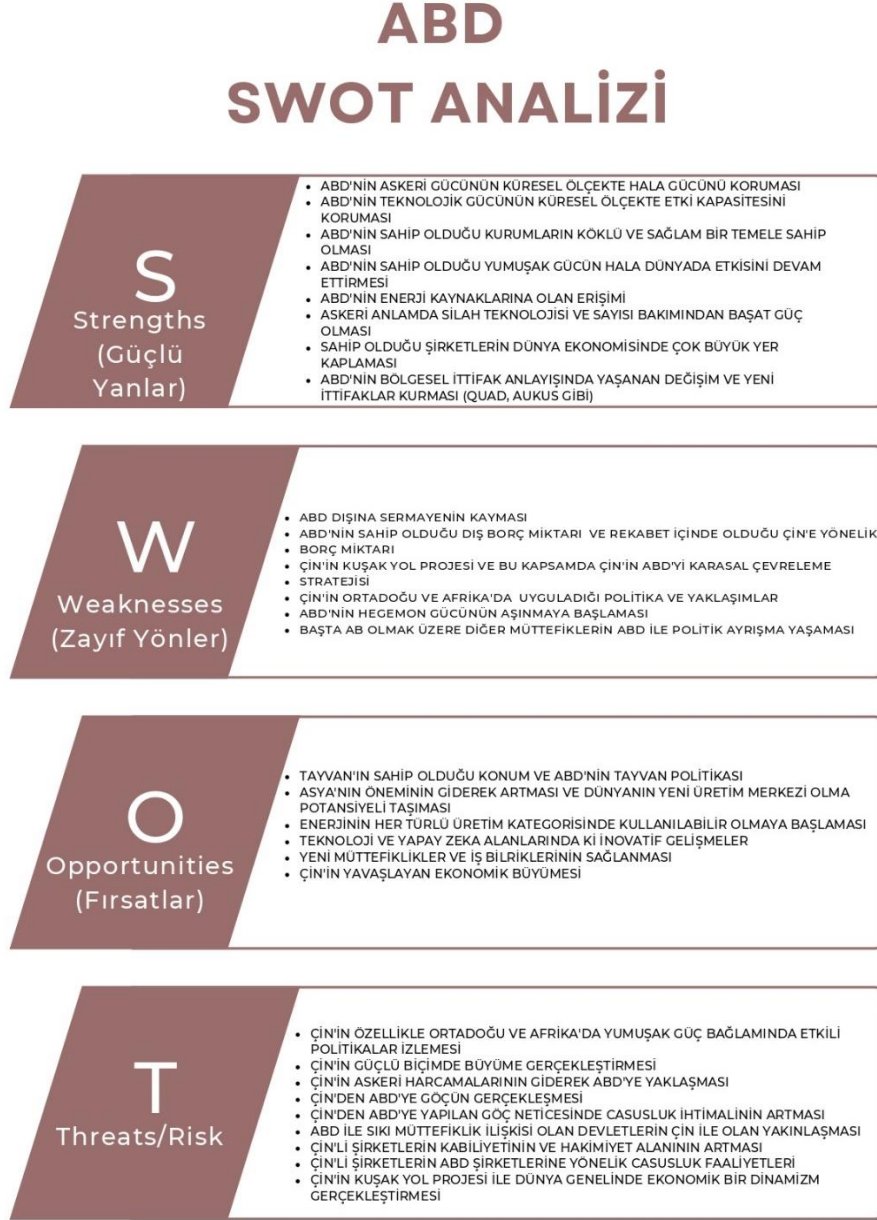 ABD
SWOT ANALİZİ
S
Strengths
(Güçlü
Yanlar)
• ABD'NİN ASKERİ GÜCÜNÜN KÜRESEL ÖLÇEKTE HALA GÜCÜNÜ KORUMASI
• ABD'NİN TEKNOLOJİK GÜCÜNÜN KÜRESEL ÖLÇEKTE ETKİ KAPASİTESİNİ
KORUMASI
• ABD'NİN SAHİP OLDUĞU KURUMLARIN KÖKLÜ VE SAĞLAM BİR TEMELE SAHİP
OLMASI
• ABD'NİN SAHİP OLDUĞU YUMUŞAK GÜCÜN HALA DÜNYADA ETKİSİNİ DEVAM
ETTİRMESİ
• ABD'NİN ENERJİ KAYNAKLARINA OLAN ERİŞİMİ
• ASKERİ ANLAMDA SİLAH TEKNOLOJİSİ VE SAYISI BAKIMINDAN BAŞAT GÜÇ
OLMASI
• SAHİP OLDUĞU ŞİRKETLERİN DÜNYA EKONOMİSİNDE ÇOK BÜYÜK YER
KAPLAMASI
• ABD'NİN BÖLGESEL İTTİFAK ANLAYIŞINDA YAŞANAN DEĞİŞİM VE YENİ
İTTİFAKLAR KURMASI (QUAD, AUKUS GİBİ)
W
Weaknesses
(Zayıf Yönler)
• ABD DIŞINA SERMAYENİN KAYMASI
• ABD'NİN SAHİP OLDUĞU DIŞ BORÇ MİKTARI VE REKABET İÇİNDE OLDUĞU ÇİN'E YÖNELİK
• BORÇ MİKTARI
• ÇİN'İN KUŞAK YOL PROJESİ VE BU KAPSAMDA ÇİN'İN ABD'Yİ KARASAL ÇEVRELEME
• STRATEJİSİ
• ÇİN'İN ORTADOĞU VE AFRİKA'DA UYGULADIĞI POLİTİKA VE YAKLAŞIMLAR
• ABD'NİN HEGEMON GÜCÜNÜN AŞINMAYA BAŞLAMASI
• BAŞTA AB OLMAK ÜZERE DİĞER MÜTTEFİKLERİN ABD İLE POLİTİK AYRIŞMA YAŞAMASI
O
Opportunities
(Fırsatlar)
• TAYVAN'IN SAHİP OLDUĞU KONUM VE ABD'NİN TAYVAN POLİTİKASI
• ASYA'NIN ÖNEMİNİN GİDEREK ARTMASI VE DÜNYANIN YENİ ÜRETİM MERKEZİ OLMA
POTANSİYELİ TAŞIMASI
• ENERJİNİN HER TÜRLÜ ÜRETİM KATEGORİSİNDE KULLANILABİLİR OLMAYA BAŞLAMASI
• TEKNOLOJİ VE YAPAY ZEKA ALANLARINDA Kİ İNOVATİF GELİŞMELER
• YENİ MÜTTEFİKLİKLER VE İŞ BİLRİKLERİNİN SAĞLANMASI
• ÇİN'İN YAVAŞLAYAN EKONOMİK BÜYÜMESİ
T
Threats/Risk
• ÇİN'İN ÖZELLİKLE ORTADOĞU VE AFRİKA'DA YUMUŞAK GÜÇ BAĞLAMINDA ETKİLİ
POLİTİKALAR İZLEMESİ
• ÇİN'İN GÜÇLÜ BİÇİMDE BÜYÜME GERÇEKLEŞTİRMESİ
• ÇİN'İN ASKERİ HARCAMALARININ GİDEREK ABD'YE YAKLAŞMASI
• ÇİN'DEN ABD'YE GÖÇÜN GERÇEKLEŞMESİ
• ÇİN'DEN ABD'YE YAPILAN GÖÇ NETİCESİNDE CASUSLUK İHTİMALİNİN ARTMASI
• ABD İLE SIKI MÜTTEFİKLİK İLİŞKİSİ OLAN DEVLETLERİN ÇİN İLE OLAN YAKINLAŞMASI
• ÇİN'Lİ ŞİRKETLERİN KABİLİYETİNİN VE HAKİMİYET ALANININ ARTMASI
• ÇİN'Lİ ŞİRKETLERİN ABD ŞİRKETLERİNE YÖNELİK CASUSLUK FAALİYETLERİ
• ÇİN'İN KUŞAK YOL PROJESİ İLE DÜNYA GENELİNDE EKONOMİK BİR DİNAMİZM
GERÇEKLEŞTİRMESİ